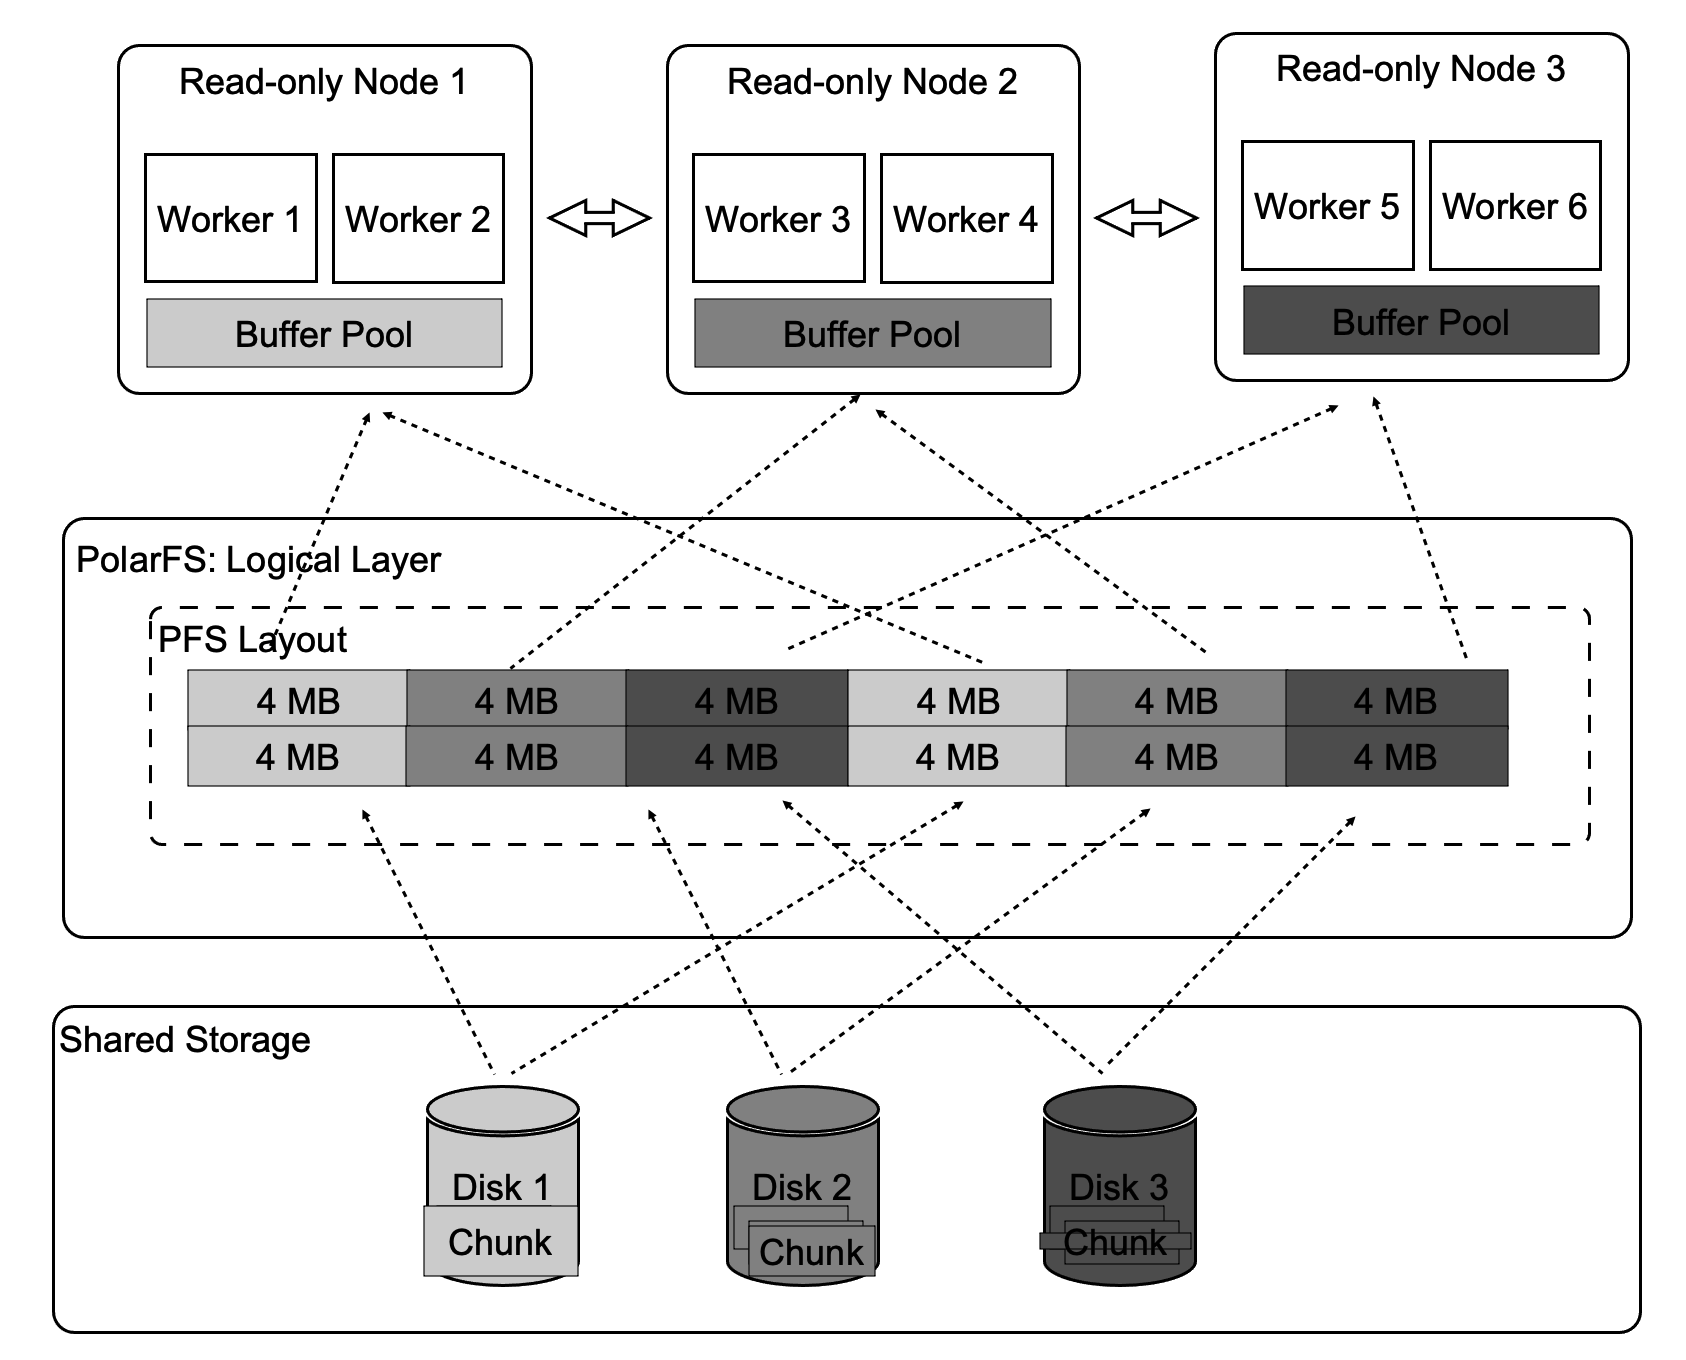 Read-only Node 1
Read-only Node 2
Read-only Node 3
Worker 1
Worker 2
Worker 3
Worker 4
Worker 5
Worker 6
Buffer Pool
Buffer Pool
Buffer Pool
PolarFS: Logical Layer
PFS Layout
4 MB
4 MB
4 MB
4 MB
4 MB
4 MB
4 MB
4 MB
4 MB
4 MB
4 MB
4 MB
Shared Storage
Disk 1
Disk 2
Disk 3
Chunk
Chunk
Chunk